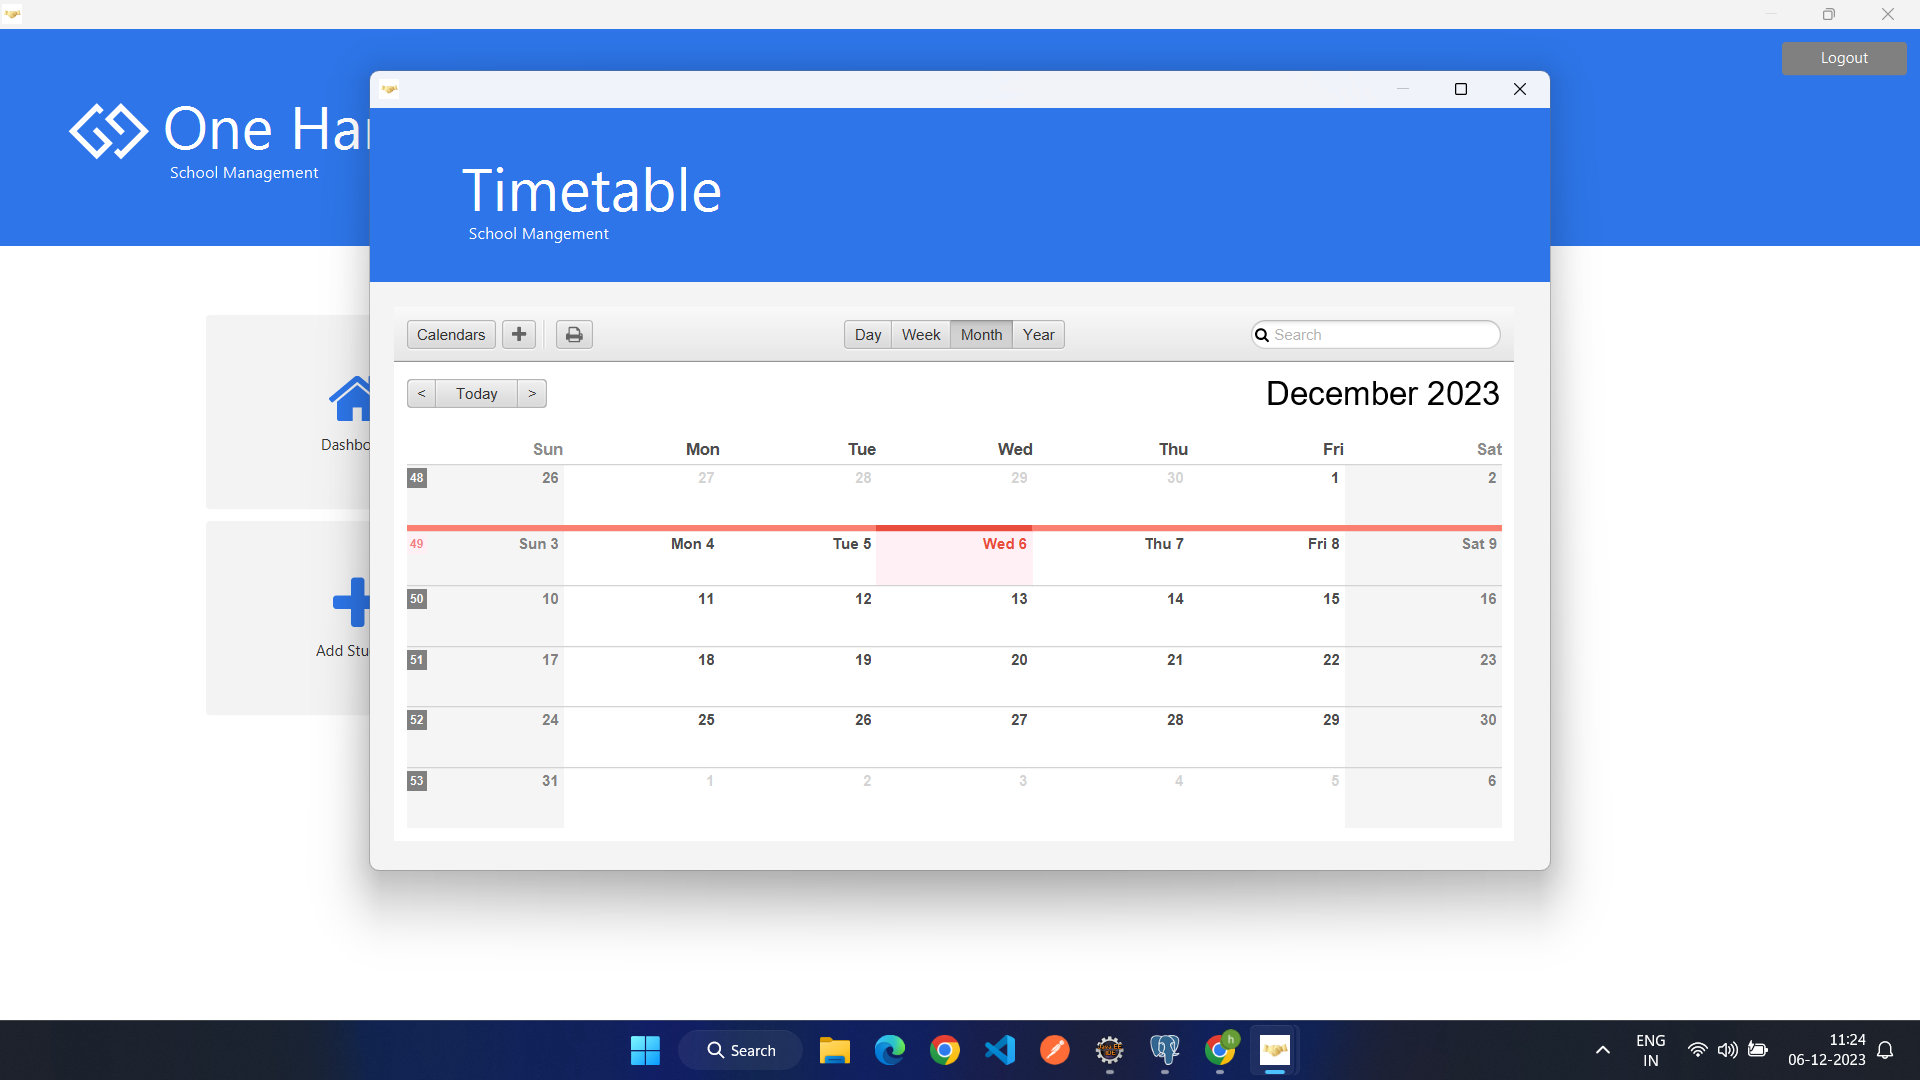 Logout
One Ha
School Management
Timetable
School Mangement
Calendars
Day Week Month Year
Search
< Today >
December 2023
Sun Mon Tue Wed Thu Fri Sat
48 26 27 28 29 30 1 2
49 Sun 3 Mon 4 Tue 5 Wed 6 Thu 7 Fri 8 Sat 9
50 10 11 12 13 14 15 16
51 17 18 19 20 21 22 23
52 24 25 26 27 28 29 30
53 31 1 2 3 4 5 6
Dashbo
Add Stu
Search
h
ENG
IN
11:24
06-12-2023